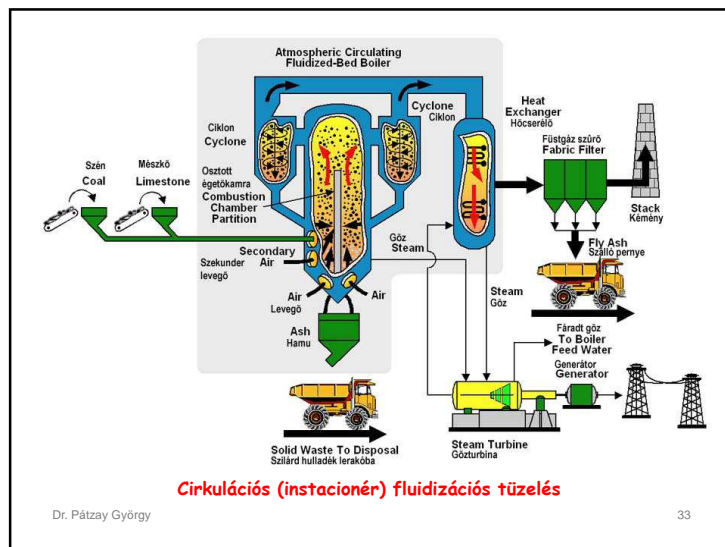 Atmospheric Circulating
Fluidized-Bed Boiler
Ciklon
Cyclone
Cyclone
Ciklon
Heat
Exchanger
Hőcserélő
Füstgáz szűrő
Fabric Filter
Szén
Coal
Mészkő
Limestone
Osztott
égetőkamra
Combustion
Chamber
Partition
Stack
Kémény
Secondary
Air
Szekunder
levegő
Gőz
Steam
Fly Ash
Szálló pernye
Air
Levegő
Air
Steam
Gőz
Ash
Hamu
Fáradt gőz
To Boiler
Feed Water
Generátor
Generator
Solid Waste To Disposal
Szilárd hulladék lerakóba
Steam Turbine
Gőzturbina
Cirkulációs (instacionér) fluidizációs tüzelés
Dr. Pátzay György
33